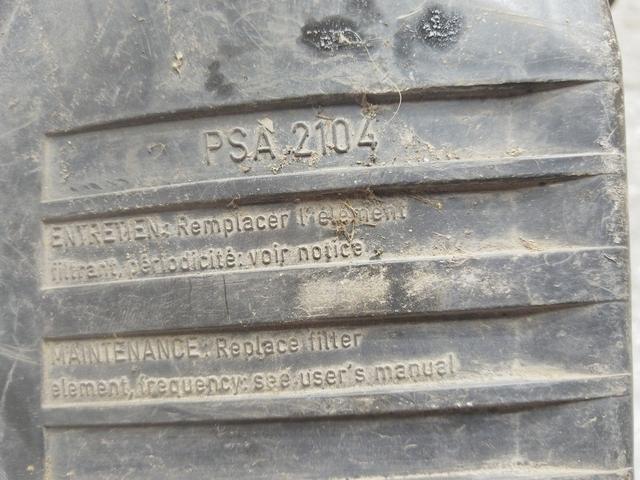 PSA 2104
ENTRETIEN: Remplacer l'élément
filtrant, périodicité: voir notice
MAINTENANCE: Replace filter
element, frequency: see user's manual